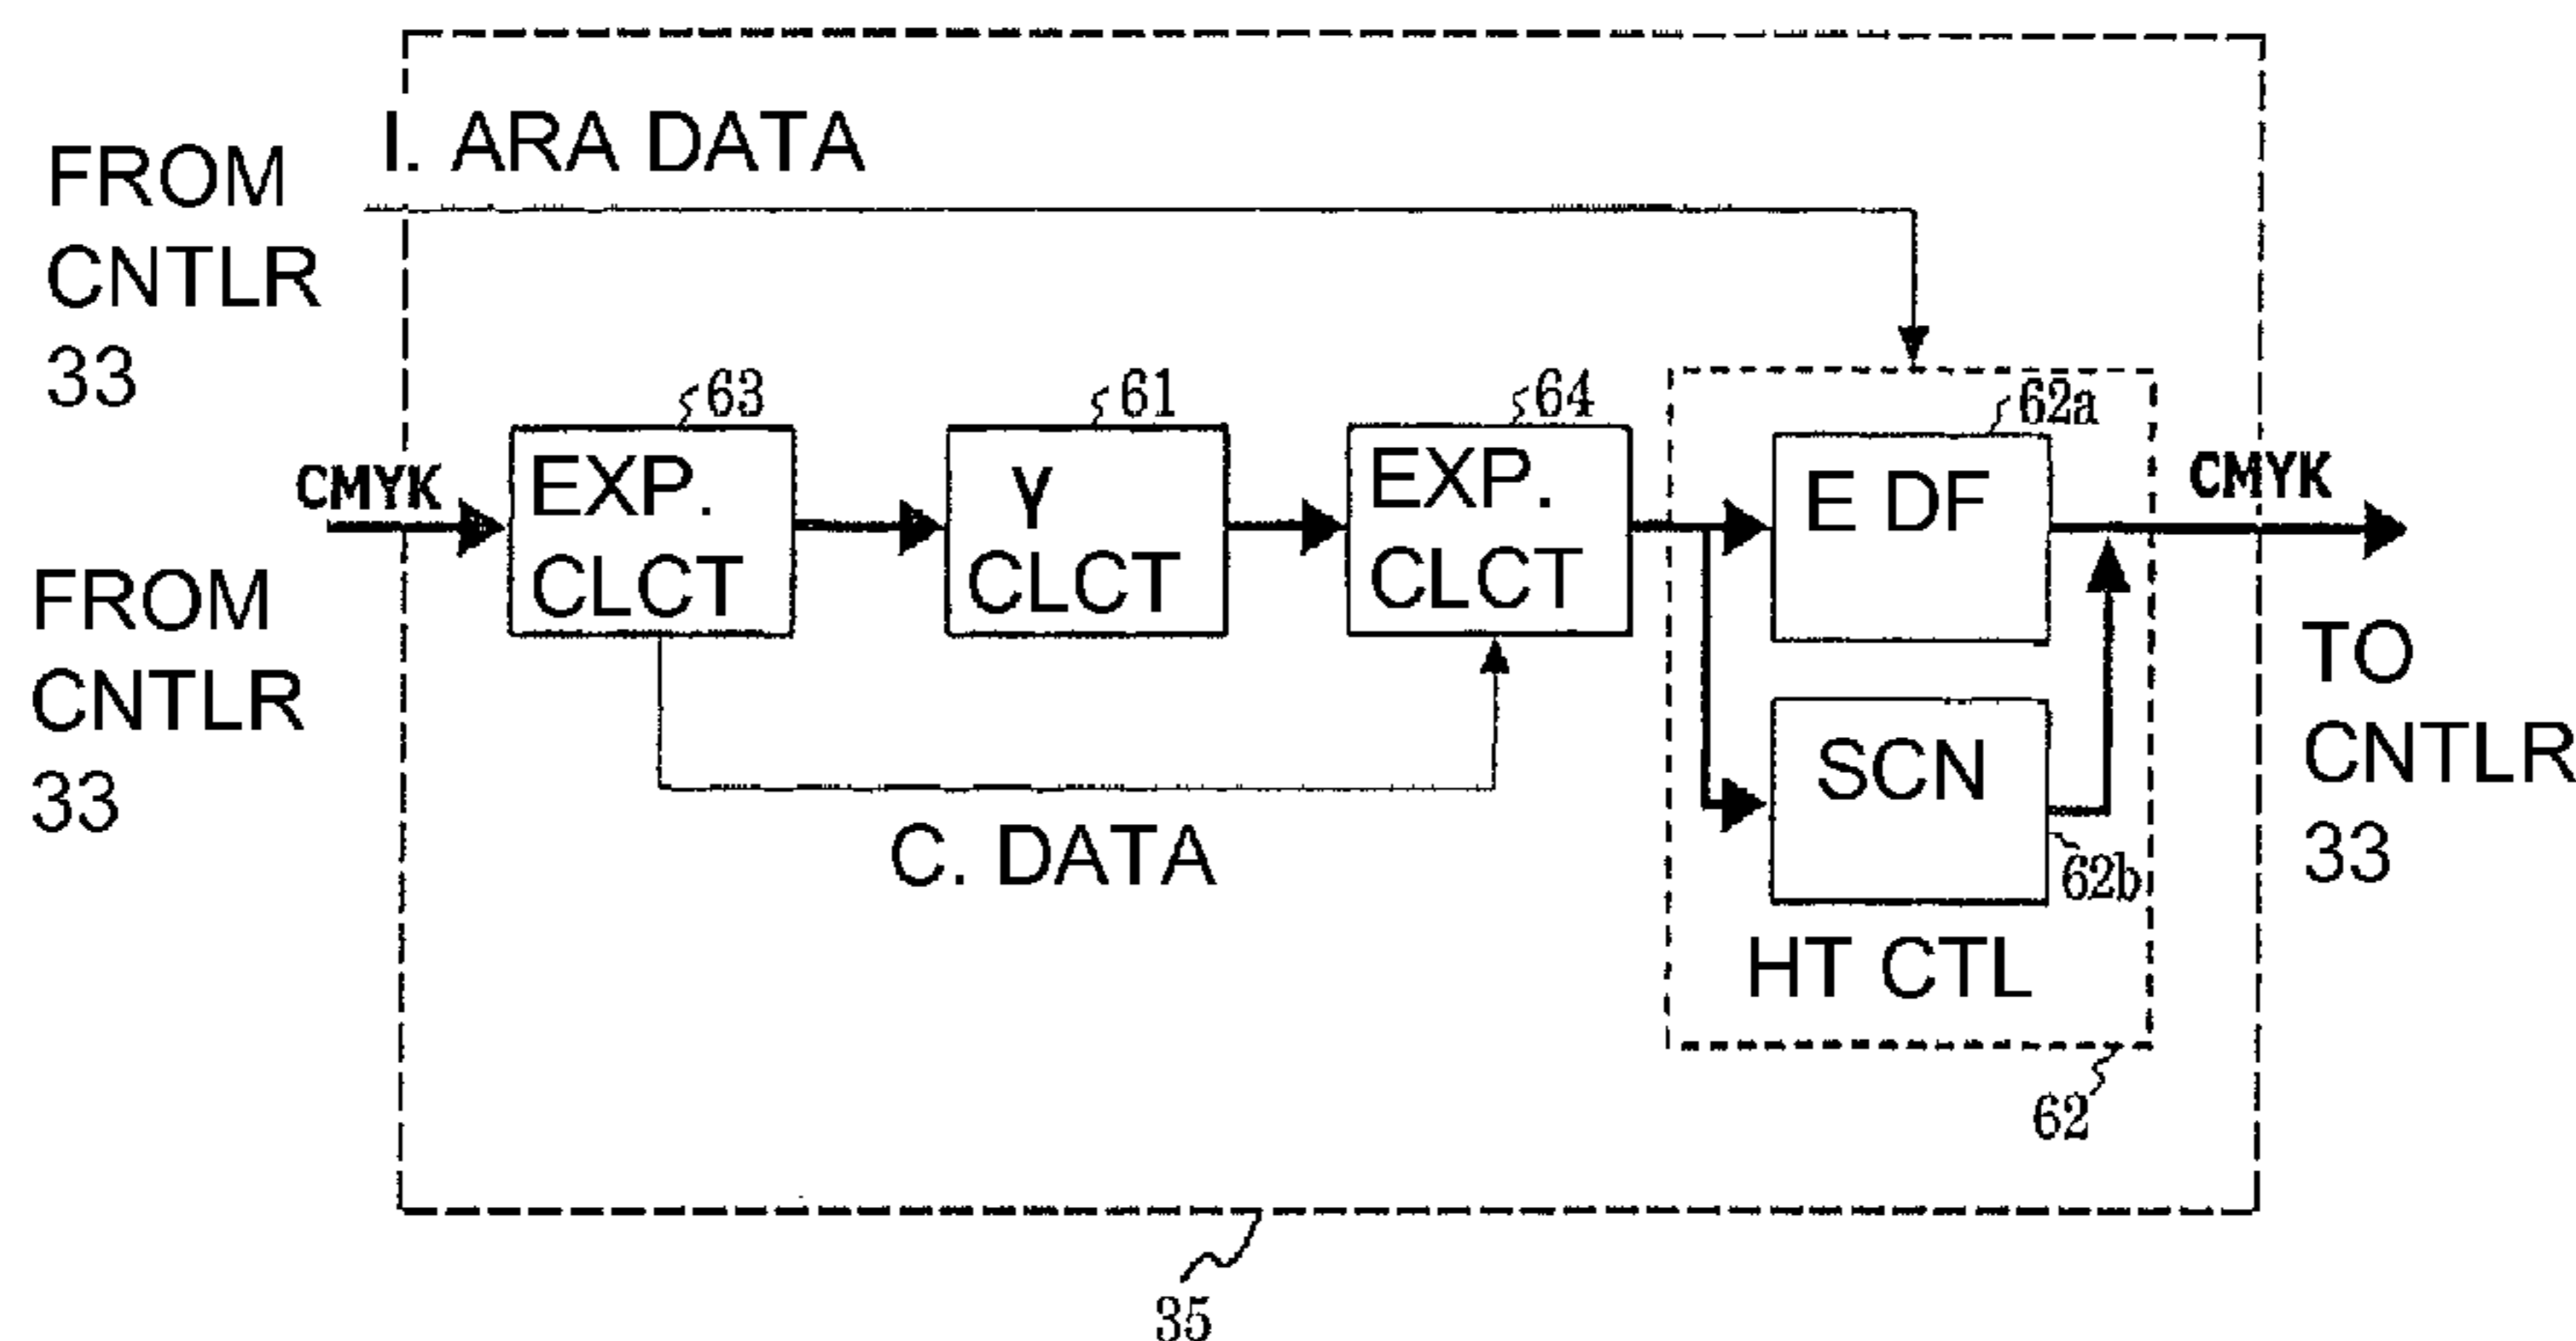 I. ARA DATA
FROM
CNTLR
33
63
61
64
62a
CMYK
EXP.
CLCT
γ
CLCT
EXP.
CLCT
E DF
CMYK
FROM
CNTLR
33
C. DATA
SCN
62b
HT CTL
TO
CNTLR
33
62
35